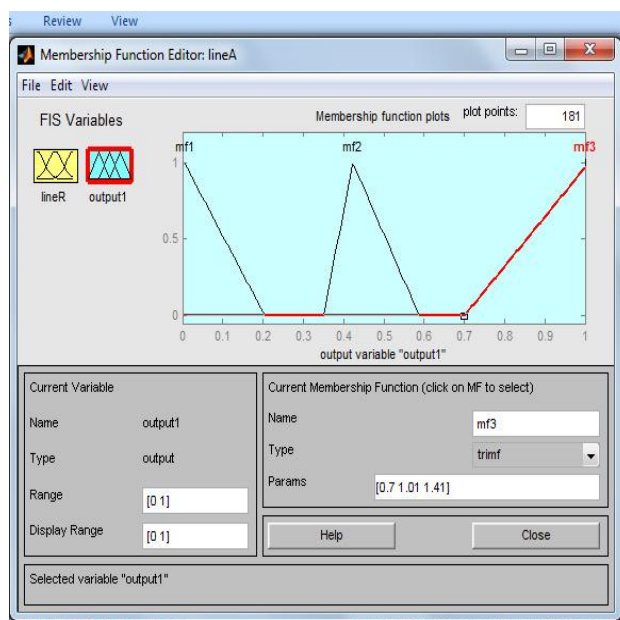 Review View
Membership Function Editor: lineA
File Edit View
FIS Variables
Membership function plots plot points: 181
mf1 mf2 mf3
lineR output1
1
0.5
0
0 0.1 0.2 0.3 0.4 0.5 0.6 0.7 0.8 0.9 1
output variable "output1"
Current Variable
Name output1
Type output
Range [0 1]
Display Range [0 1]
Current Membership Function (click on MF to select)
Name mf3
Type trimf
Params [0.7 1.01 1.41]
Help Close
Selected variable "output1"